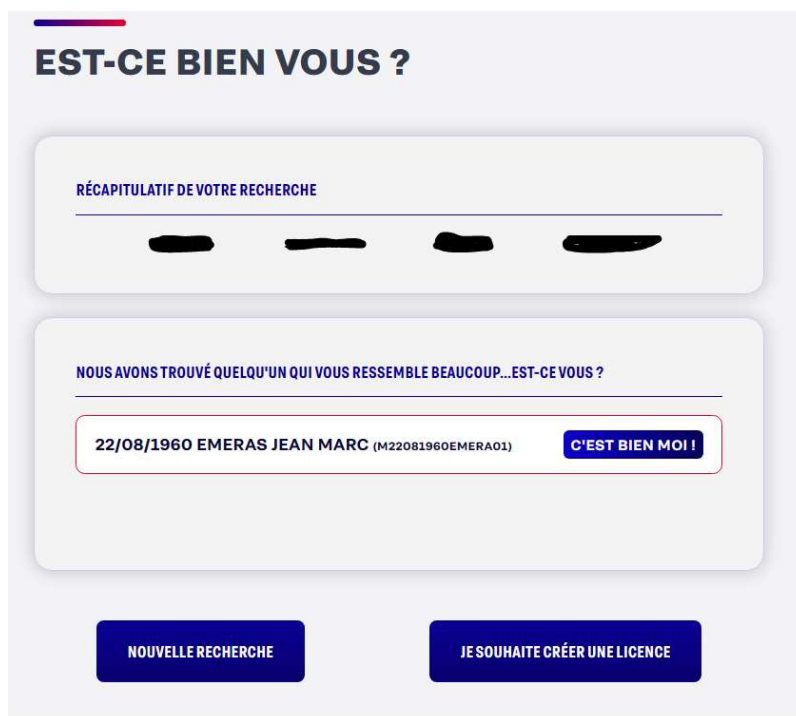 EST-CE BIEN VOUS ?
RÉCAPITULATIF DE VOTRE RECHERCHE
NOUS AVONS TROUVÉ QUELQU'UN QUI VOUS RESSEMBLE BEAUCOUP...EST-CE VOUS ?
22/08/1960 EMERAS JEAN MARC (M22081960EMERA01) C'EST BIEN MOI !
NOUVELLE RECHERCHE JE SOUHAITE CRÉER UNE LICENCE